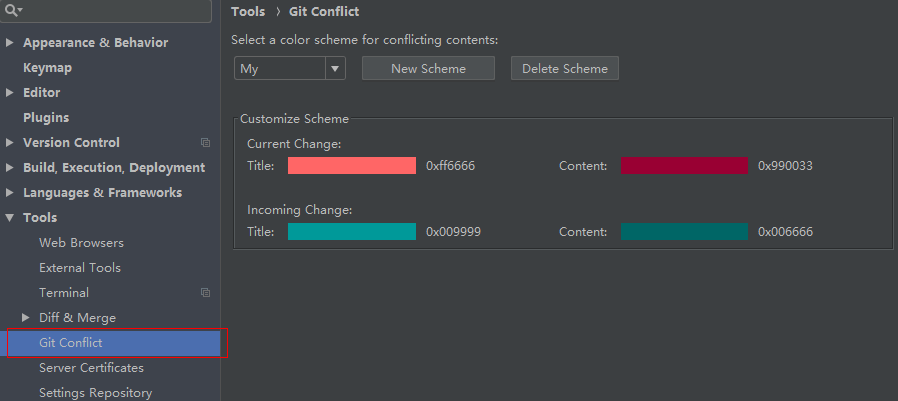 Appearance & Behavior
Keymap
Editor
Plugins
Version Control
Build, Execution, Deployment
Languages & Frameworks
Tools
Web Browsers
External Tools
Terminal
Diff & Merge
Git Conflict
Server Certificates
Settings Repository
Tools › Git Conflict
Select a color scheme for conflicting contents:
My New Scheme Delete Scheme
Customize Scheme
Current Change:
Title: 0xff6666 Content: 0x990033
Incoming Change:
Title: 0x009999 Content: 0x006666